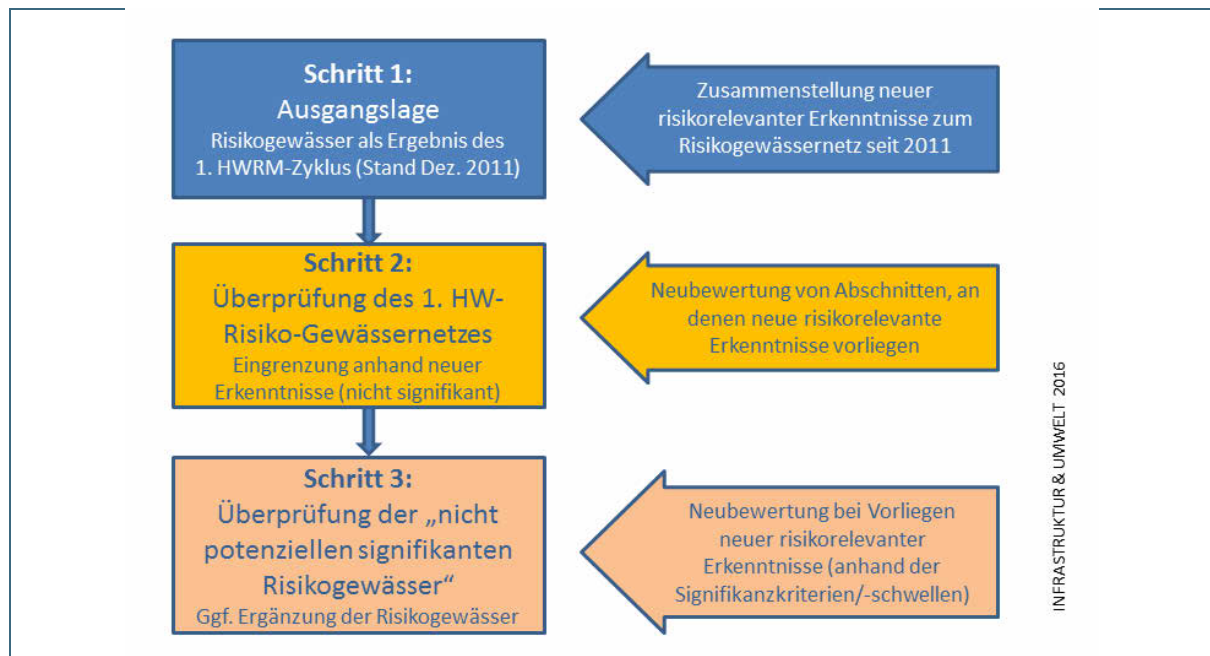 Schritt 1:
Ausgangslage
Risikogewässer als Ergebnis des
1. HWRM-Zyklus (Stand Dez. 2011)
Zusammenstellung neuer
risikorelevanter Erkenntnisse zum
Risikogewässernetz seit 2011
Schritt 2:
Überprüfung des 1. HW-
Risiko-Gewässernetzes
Eingrenzung anhand neuer
Erkenntnisse (nicht signifikant)
Neubewertung von Abschnitten, an
denen neue risikorelevante
Erkenntnisse vorliegen
Schritt 3:
Überprüfung der „nicht
potenziellen signifikanten
Risikogewässer“
Ggf. Ergänzung der Risikogewässer
Neubewertung bei Vorliegen
neuer risikorelevanter
Erkenntnisse (anhand der
Signifikanzkriterien/-schwellen)
INFRASTRUKTUR & UMWELT 2016